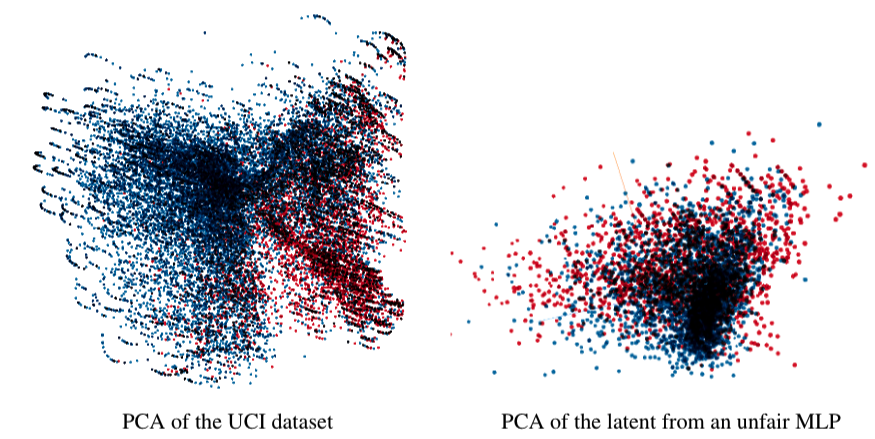 PCA of the UCI dataset
PCA of the latent from an unfair MLP